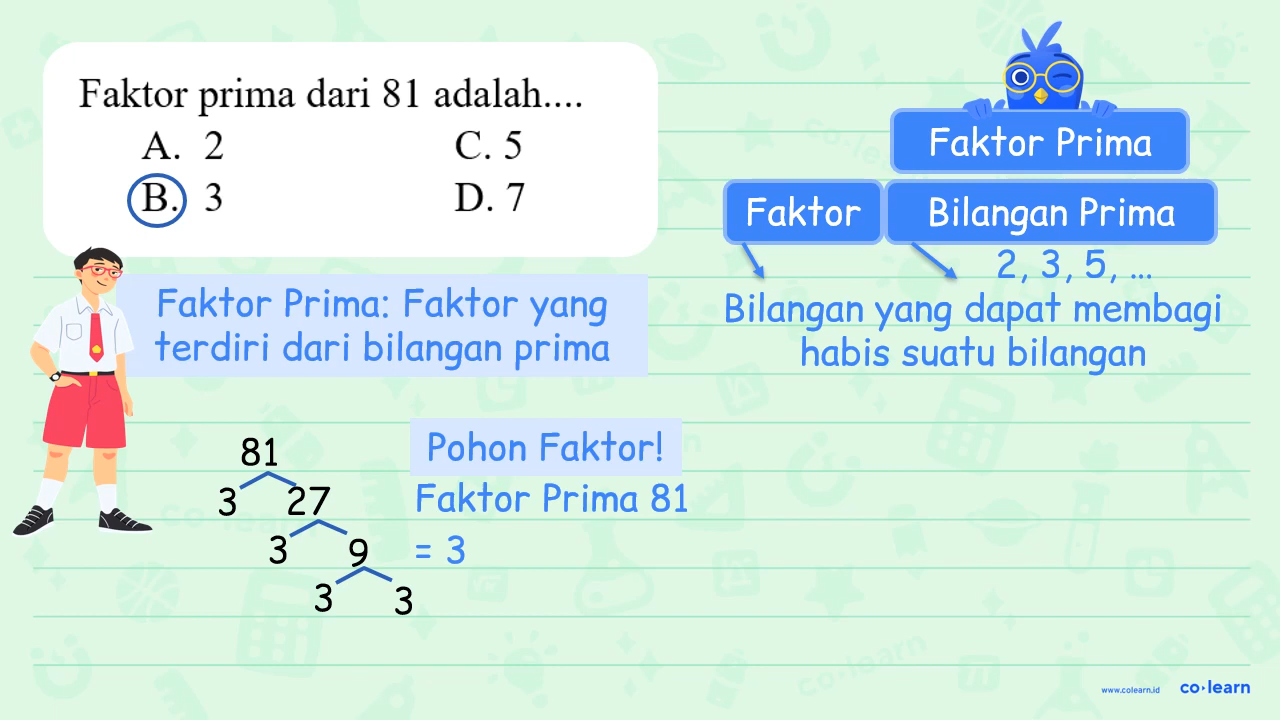 Faktor prima dari 81 adalah....
A. 2
C. 5
B. 3
D. 7
Faktor Prima
Faktor
Bilangan Prima
2, 3, 5, ...
Bilangan yang dapat membagi
habis suatu bilangan
Faktor Prima: Faktor yang
terdiri dari bilangan prima
Pohon Faktor!
81
3 27
3 9
3 3
Faktor Prima 81
= 3
www.colearn.id
co·learn